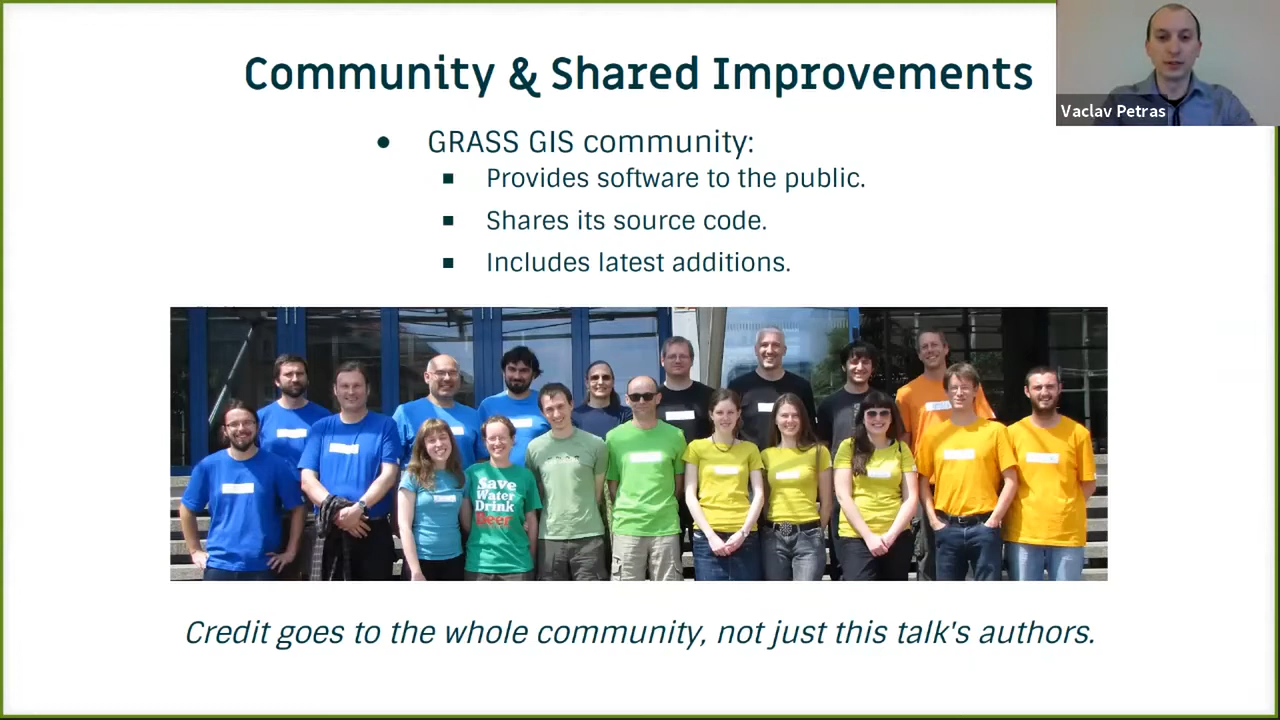 Community & Shared Improvements
Vaclav Petras
● GRASS GIS community:
■ Provides software to the public.
■ Shares its source code.
■ Includes latest additions.
Save
Water
Drink
Beer
Credit goes to the whole community, not just this talk's authors.